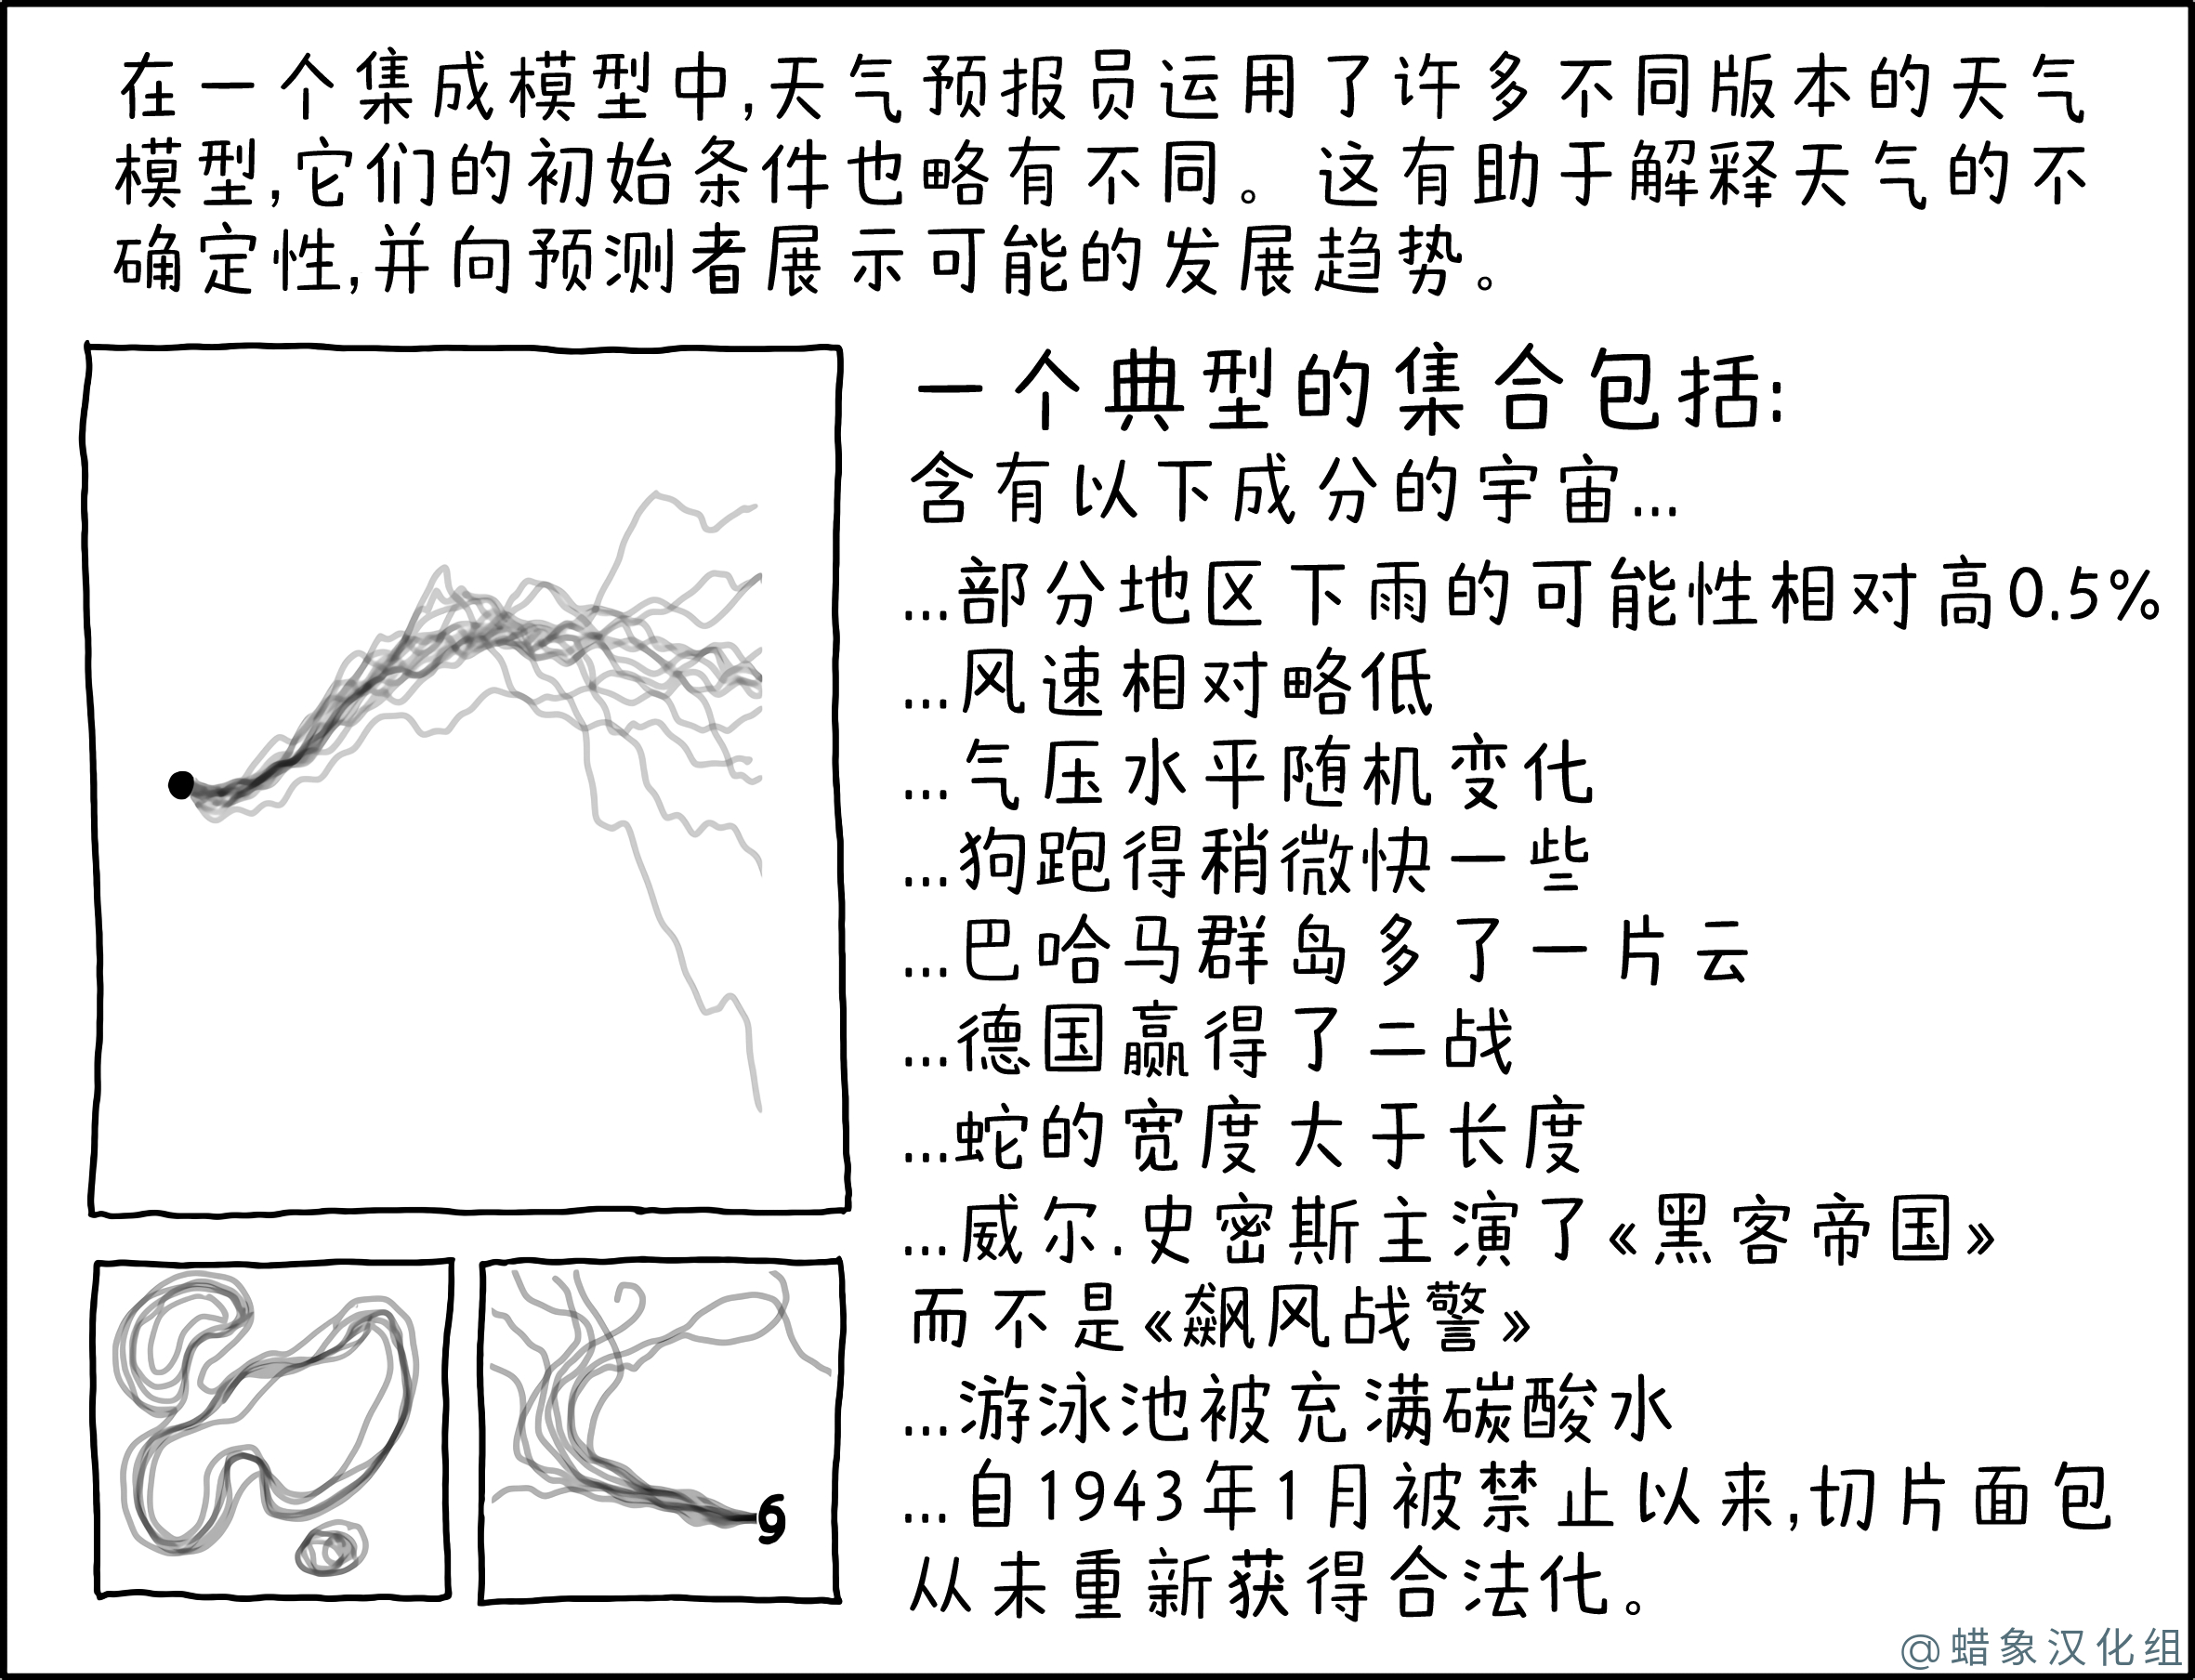 在一个集成模型中,天气预报员运用了许多不同版本的天气
模型,它们的初始条件也略有不同。这有助于解释天气的不
确定性,并向预测者展示可能的发展趋势。
一个典型的集合包括:
含有以下成分的宇宙...
...部分地区下雨的可能性相对高0.5%
...风速相对略低
...气压水平随机变化
...狗跑得稍微快一些
...巴哈马群岛多了一片云
...德国赢得了二战
...蛇的宽度大于长度
...威尔.史密斯主演了《黑客帝国》
而不是《飙风战警》
...游泳池被充满碳酸水
...自1943年1月被禁止以来,切片面包
从未重新获得合法化。
@蜡象汉化组